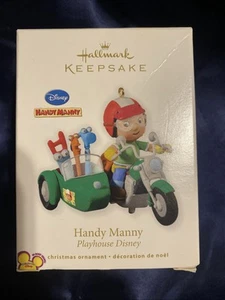 Hallmark
KEEPSAKE
Disney
HANDY MANNY
Handy Manny
Playhouse Disney
christmas ornament • décoration de noël